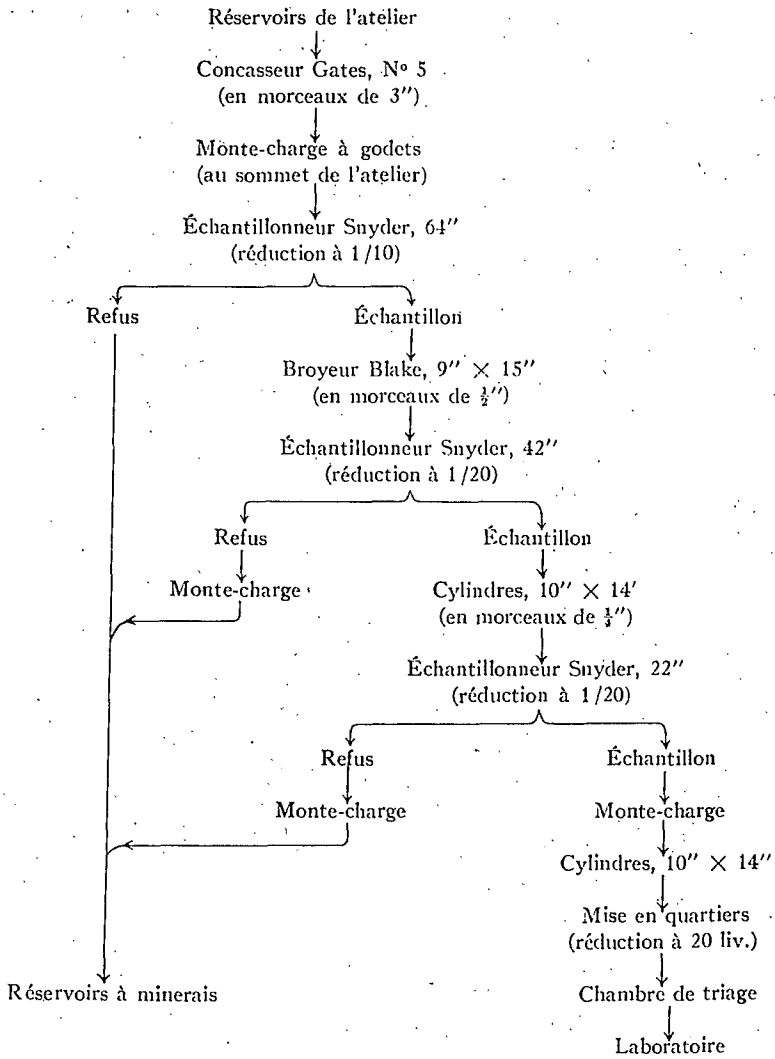 Réservoirs de l'atelier
Concasseur Gates, Nº 5
(en morceaux de 3″)
Monte-charge à godets
(au sommet de l'atelier)
Échantillonneur Snyder, 64″
(réduction à 1/10)
Refus
Échantillon
Broyeur Blake, 9″ × 15″
(en morceaux de ½″)
Échantillonneur Snyder, 42″
(réduction à 1/20)
Refus
Échantillon
Monte-charge
Cylindres, 10″ × 14′
(en morceaux de ⅓″)
Échantillonneur Snyder, 22″
(réduction à 1/20)
Refus
Échantillon
Monte-charge
Monte-charge
Cylindres, 10″ × 14″
Mise en quartiers
(réduction à 20 liv.)
Réservoirs à minerais
Chambre de triage
Laboratoire